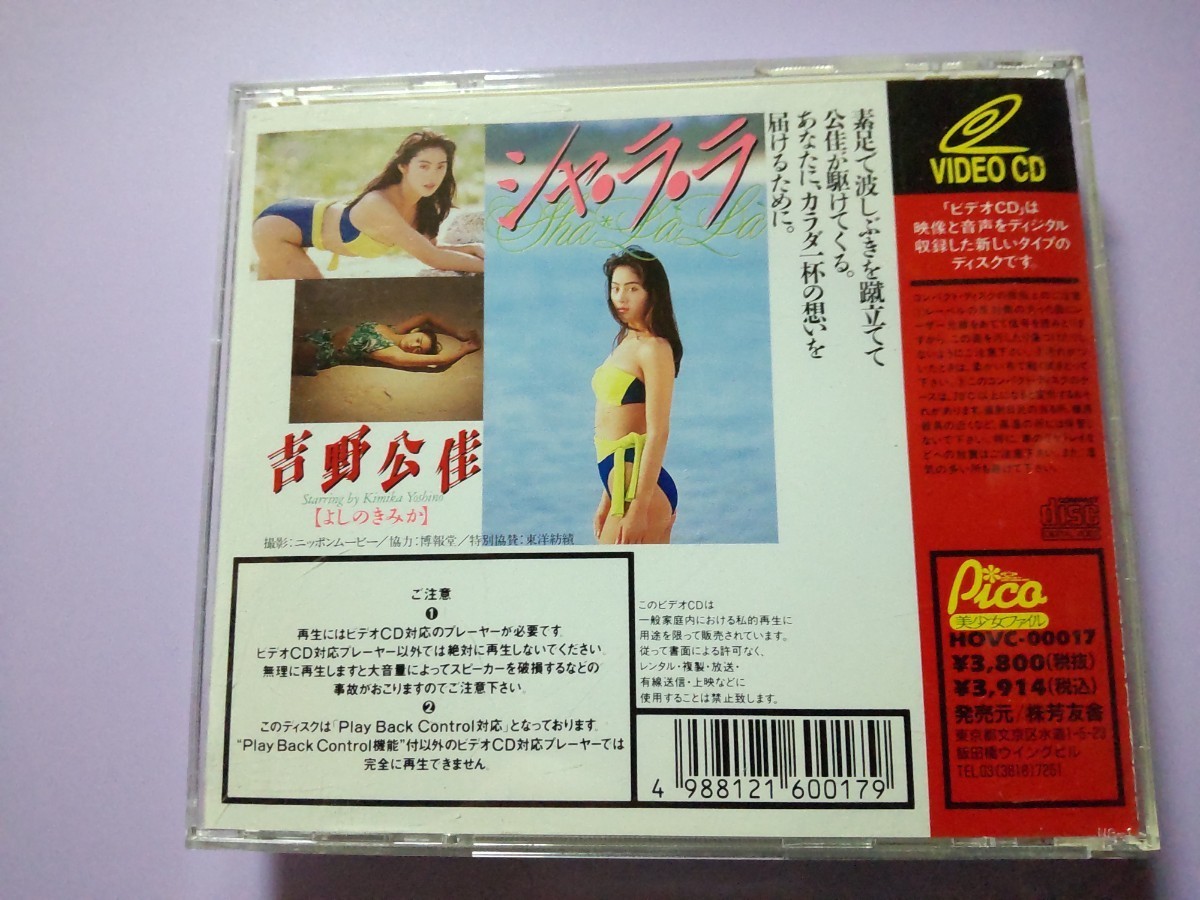 シャ・ラ・ラ
Sha*La La
素足で波しぶきを蹴立てて
公佳が駆けてくる。
あなたに、カラダ一杯の想いを
届けるために。
吉野公佳
Starring by Kimika Yoshino
【よしのきみか】
撮影:ニッポンムービー/協力:博報堂/特別協賛:東洋紡績
ご注意
❶
再生にはビデオCD対応のプレーヤーが必要です。
ビデオCD対応プレーヤー以外では絶対に再生しないでください。
無理に再生しますと大音量によってスピーカーを破損するなどの
事故がおこりますのでご注意下さい。
❷
このディスクは「Play Back Control対応」となっております。
“Play Back Control機能”付以外のビデオCD対応プレーヤーでは
完全に再生できません。
このビデオCDは
一般家庭内における私的再生に
用途を限って販売されています。
従って書面による許可なく、
レンタル・複製・放送・
有線送信・上映などに
使用することは禁止致します。
4 988121 600179
VIDEO CD
「ビデオCD」は
映像と音声をディジタル
収録した新しいタイプの
ディスクです。
COMPACT
disc
DIGITAL VIDEO
Pico
美少女ファイル
HOVC-00017
¥3,800(税抜)
¥3,914(税込)
発売元/株芳友舎
東京都文京区水道1-5-23
飯田橋ウイングビル
TEL03(3818)7251